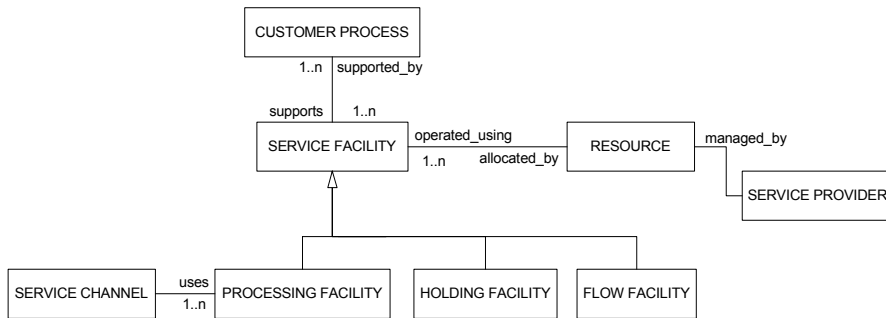 CUSTOMER PROCESS
1..n supported_by
supports 1..n
SERVICE FACILITY
operated_using
1..n allocated_by
RESOURCE
managed_by
SERVICE PROVIDER
SERVICE CHANNEL
uses
1..n
PROCESSING FACILITY
HOLDING FACILITY
FLOW FACILITY